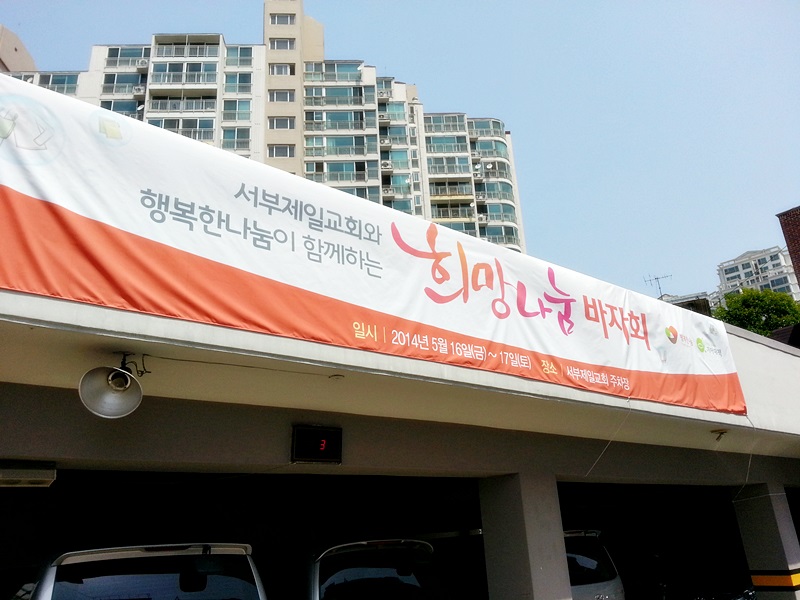 서부제일교회와
행복한나눔이 함께하는
희망나눔 바자회
일시 | 2014년 5월 16일(금) ~ 17일(토) 장소 | 서부제일교회 주차장
3